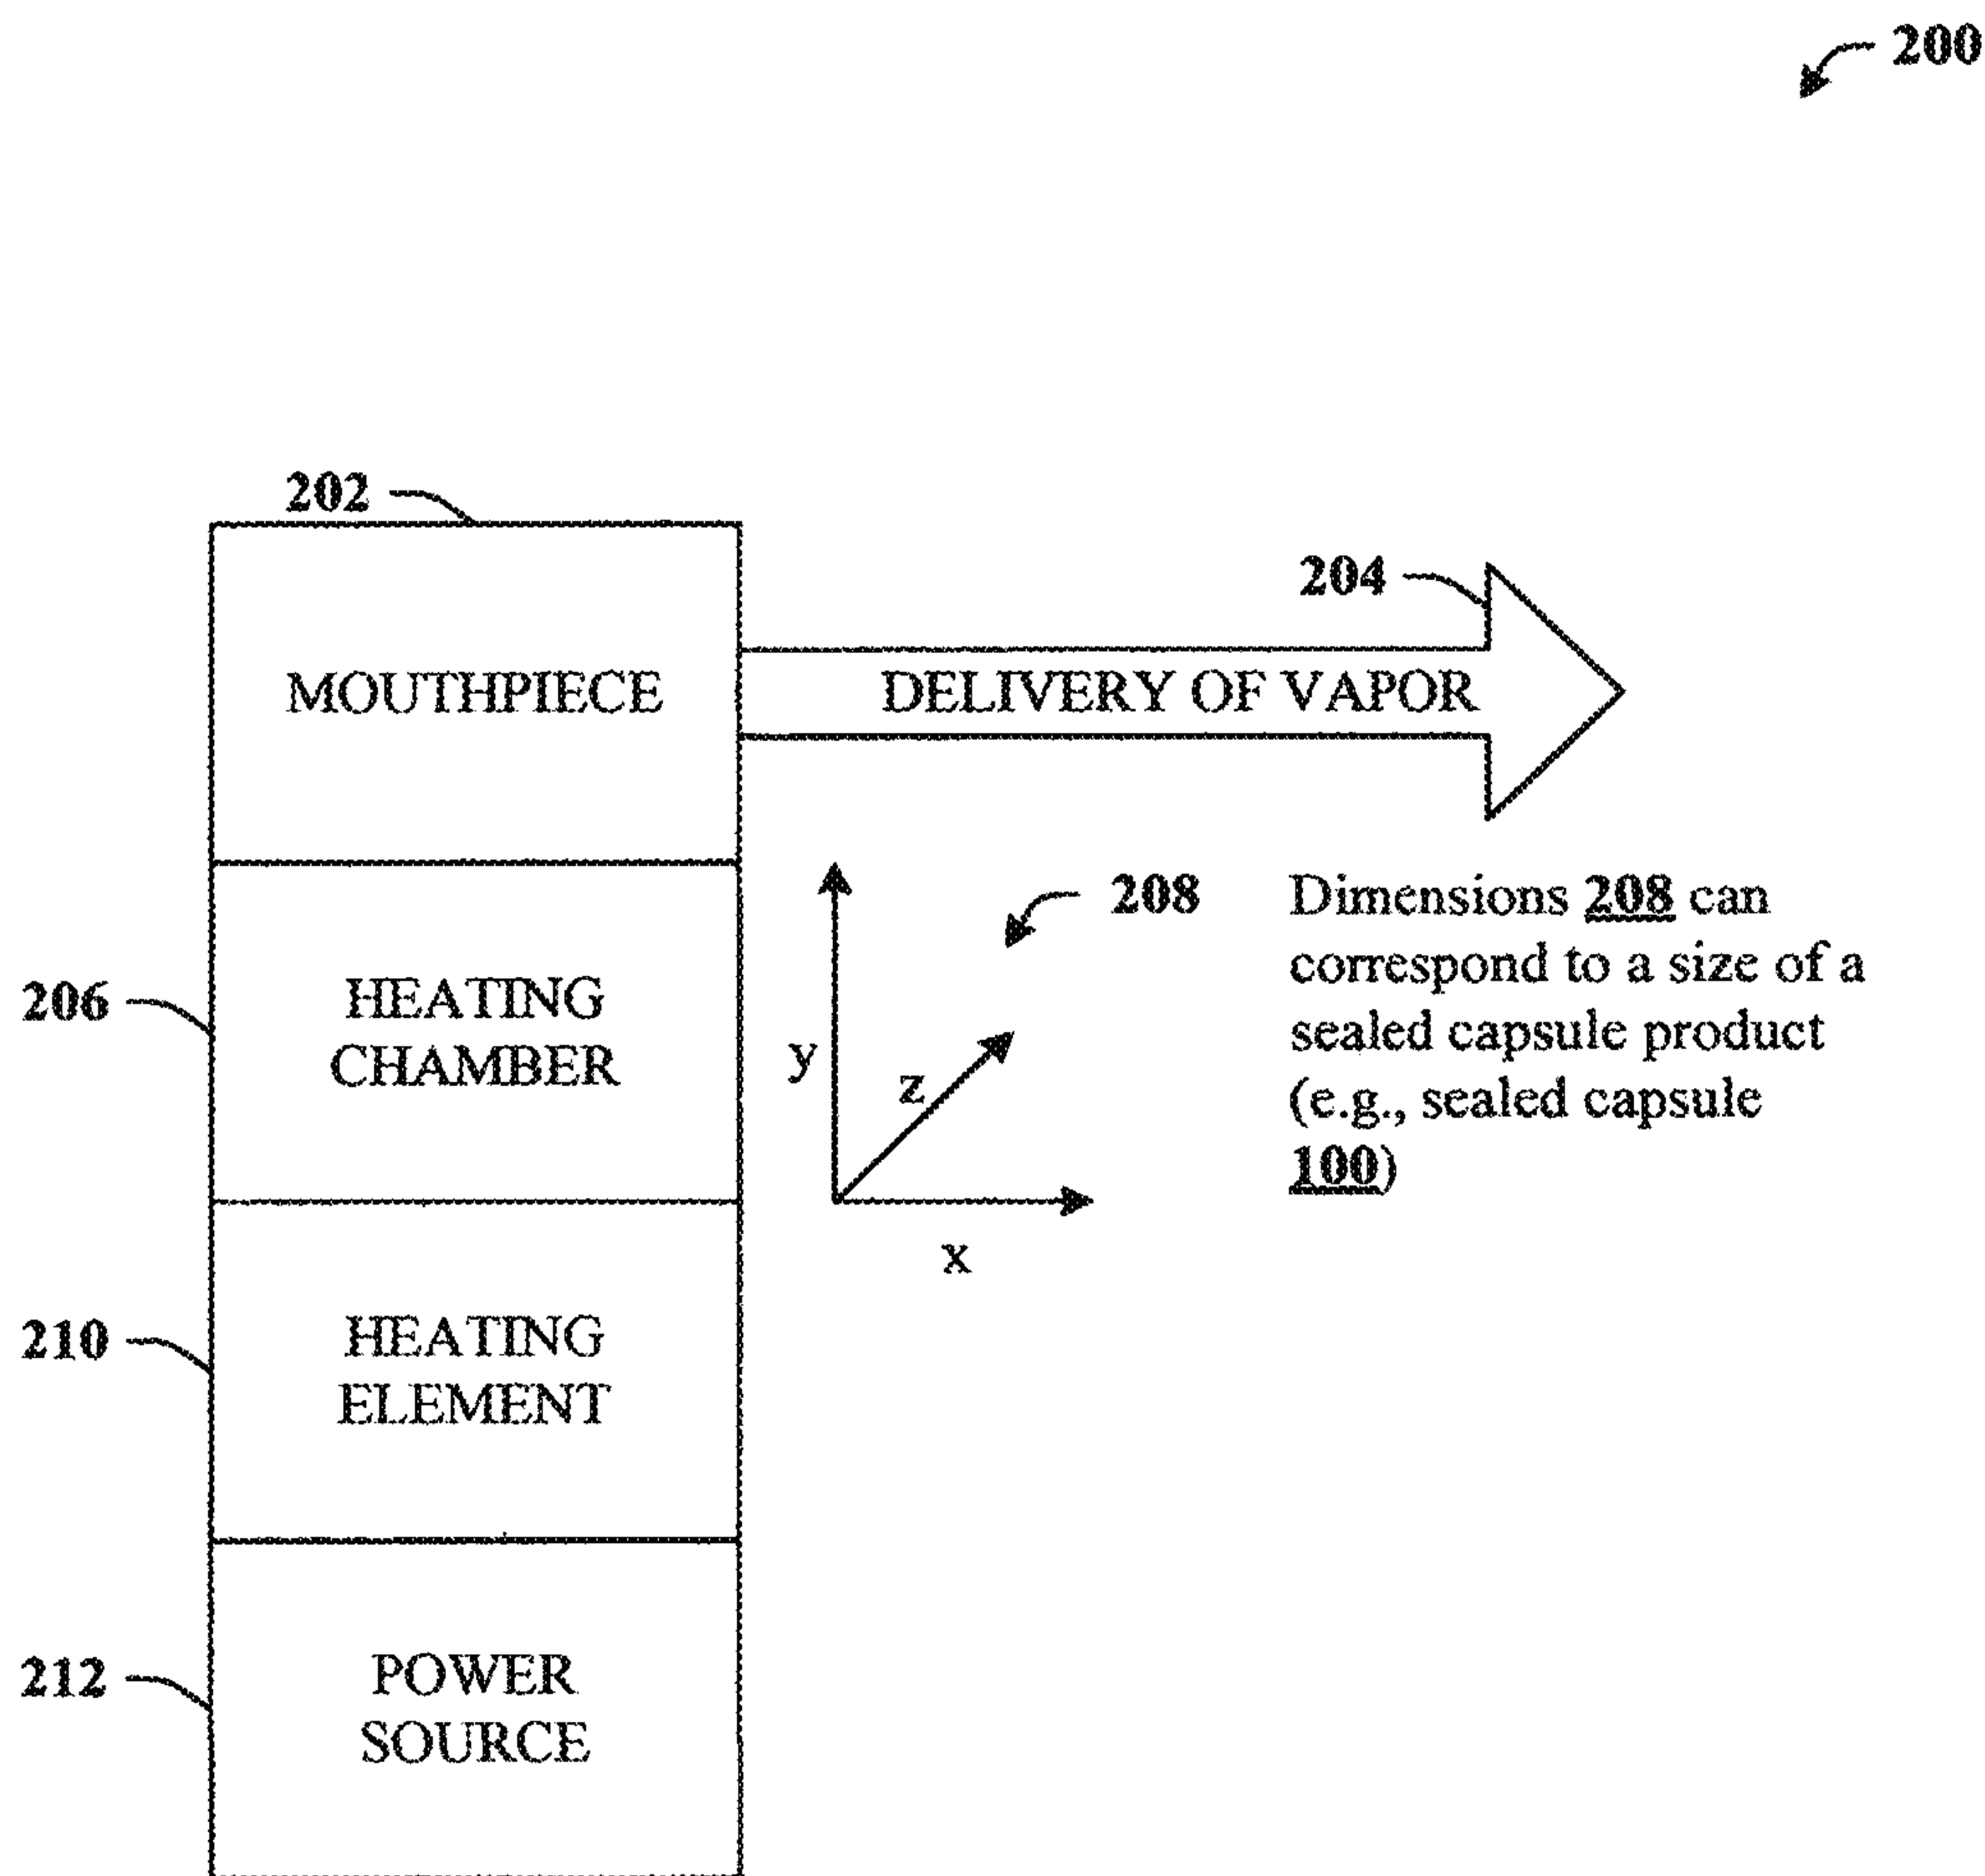 200
202
MOUTHPIECE
204
DELIVERY OF VAPOR
206
HEATING
CHAMBER
y
z
x
208
Dimensions 208 can
correspond to a size of a
sealed capsule product
(e.g., sealed capsule
100)
210
HEATING
ELEMENT
212
POWER
SOURCE